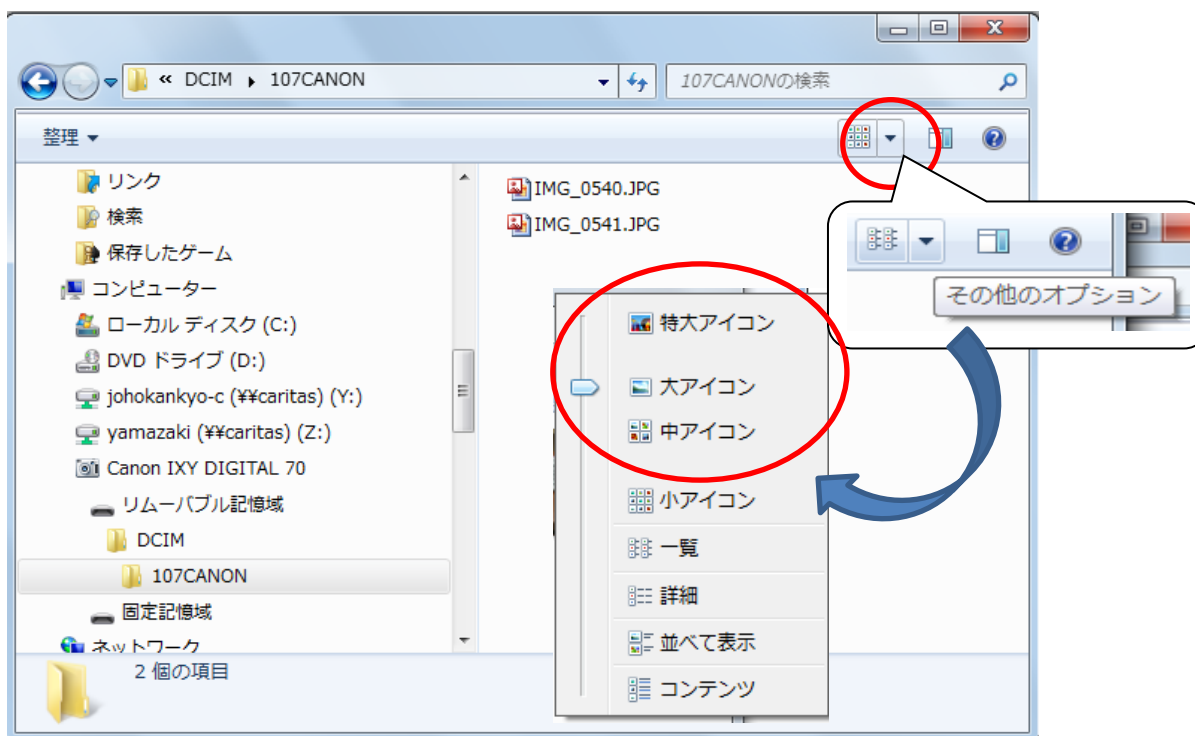 « DCIM ▸ 107CANON
107CANONの検索
整理 ▼
リンク
検索
保存したゲーム
コンピューター
ローカル ディスク (C:)
DVD ドライブ (D:)
johokankyo-c (¥¥caritas) (Y:)
yamazaki (¥¥caritas) (Z:)
Canon IXY DIGITAL 70
リムーバブル記憶域
DCIM
107CANON
固定記憶域
ネットワーク
IMG_0540.JPG
IMG_0541.JPG
その他のオプション
特大アイコン
大アイコン
中アイコン
小アイコン
一覧
詳細
並べて表示
コンテンツ
2 個の項目